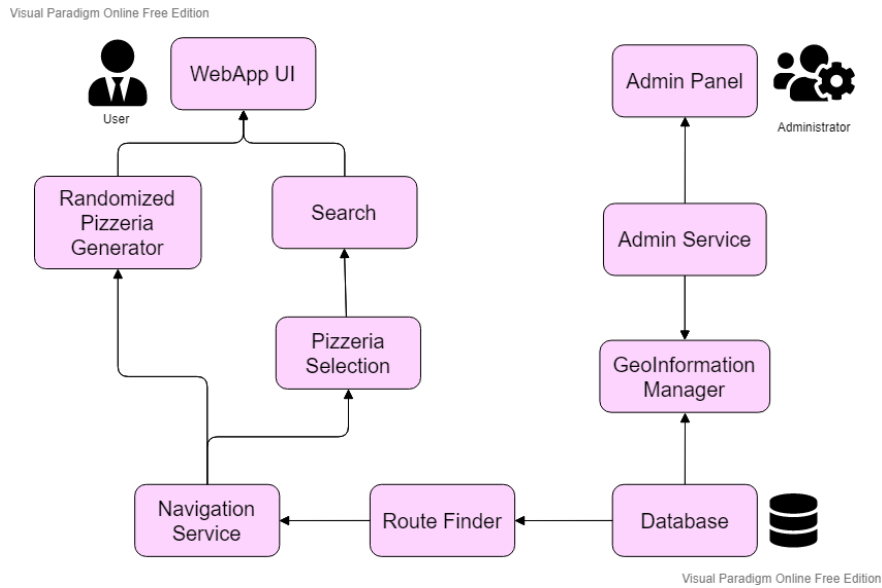 Visual Paradigm Online Free Edition
WebApp UI
User
Admin Panel
Administrator
Randomized
Pizzeria
Generator
Search
Admin Service
Pizzeria
Selection
GeoInformation
Manager
Navigation
Service
Route Finder
Database
Visual Paradigm Online Free Edition